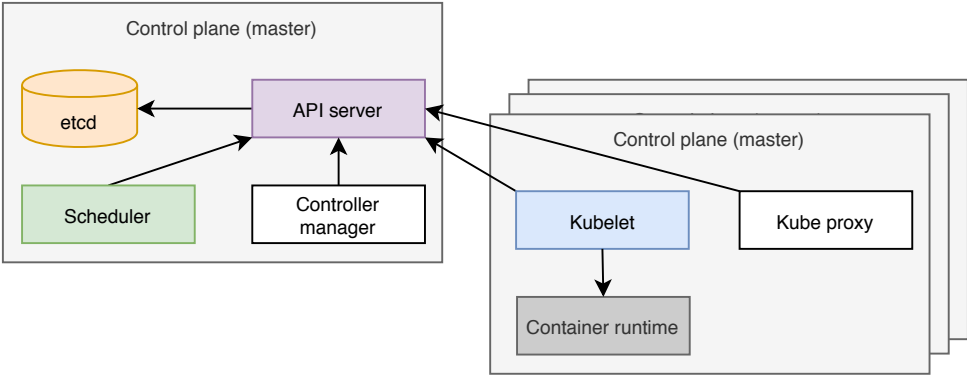 Control plane (master)
etcd
API server
Scheduler
Controller
manager
Control plane (master)
Kubelet
Kube proxy
Container runtime